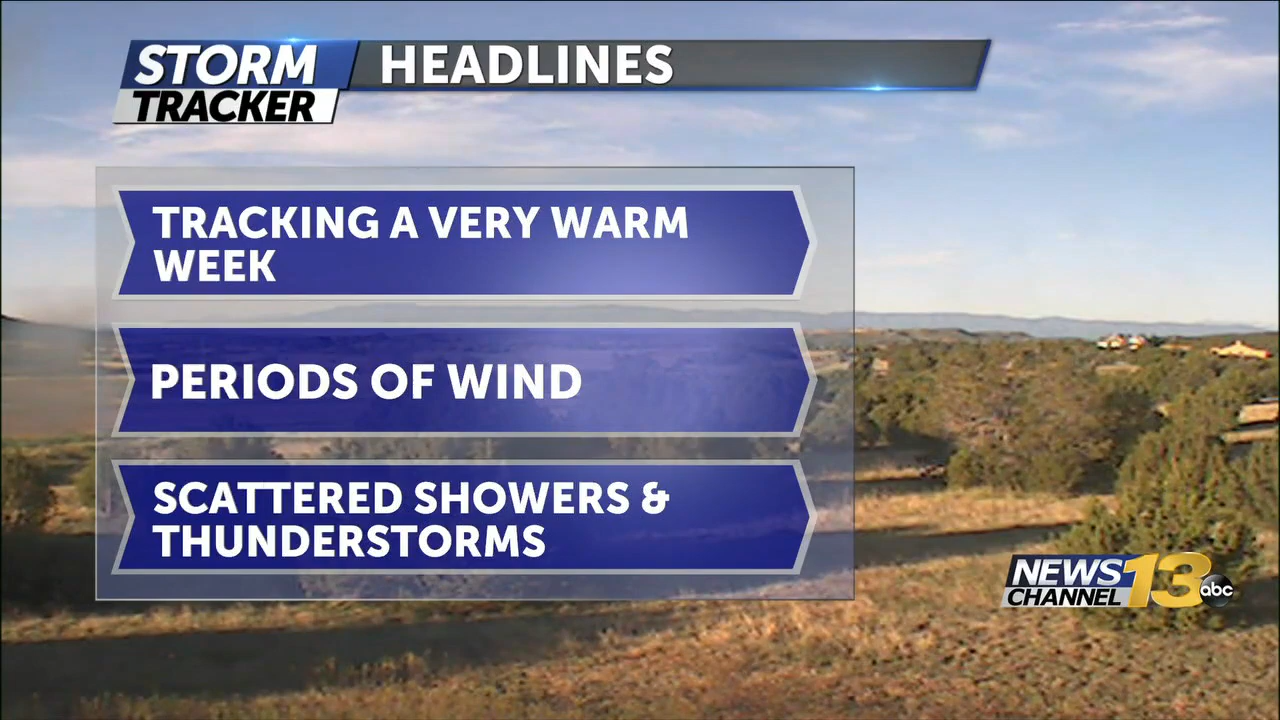 STORM
TRACKER
HEADLINES
TRACKING A VERY WARM
WEEK
PERIODS OF WIND
SCATTERED SHOWERS &
THUNDERSTORMS
NEWS
CHANNEL
13
abc